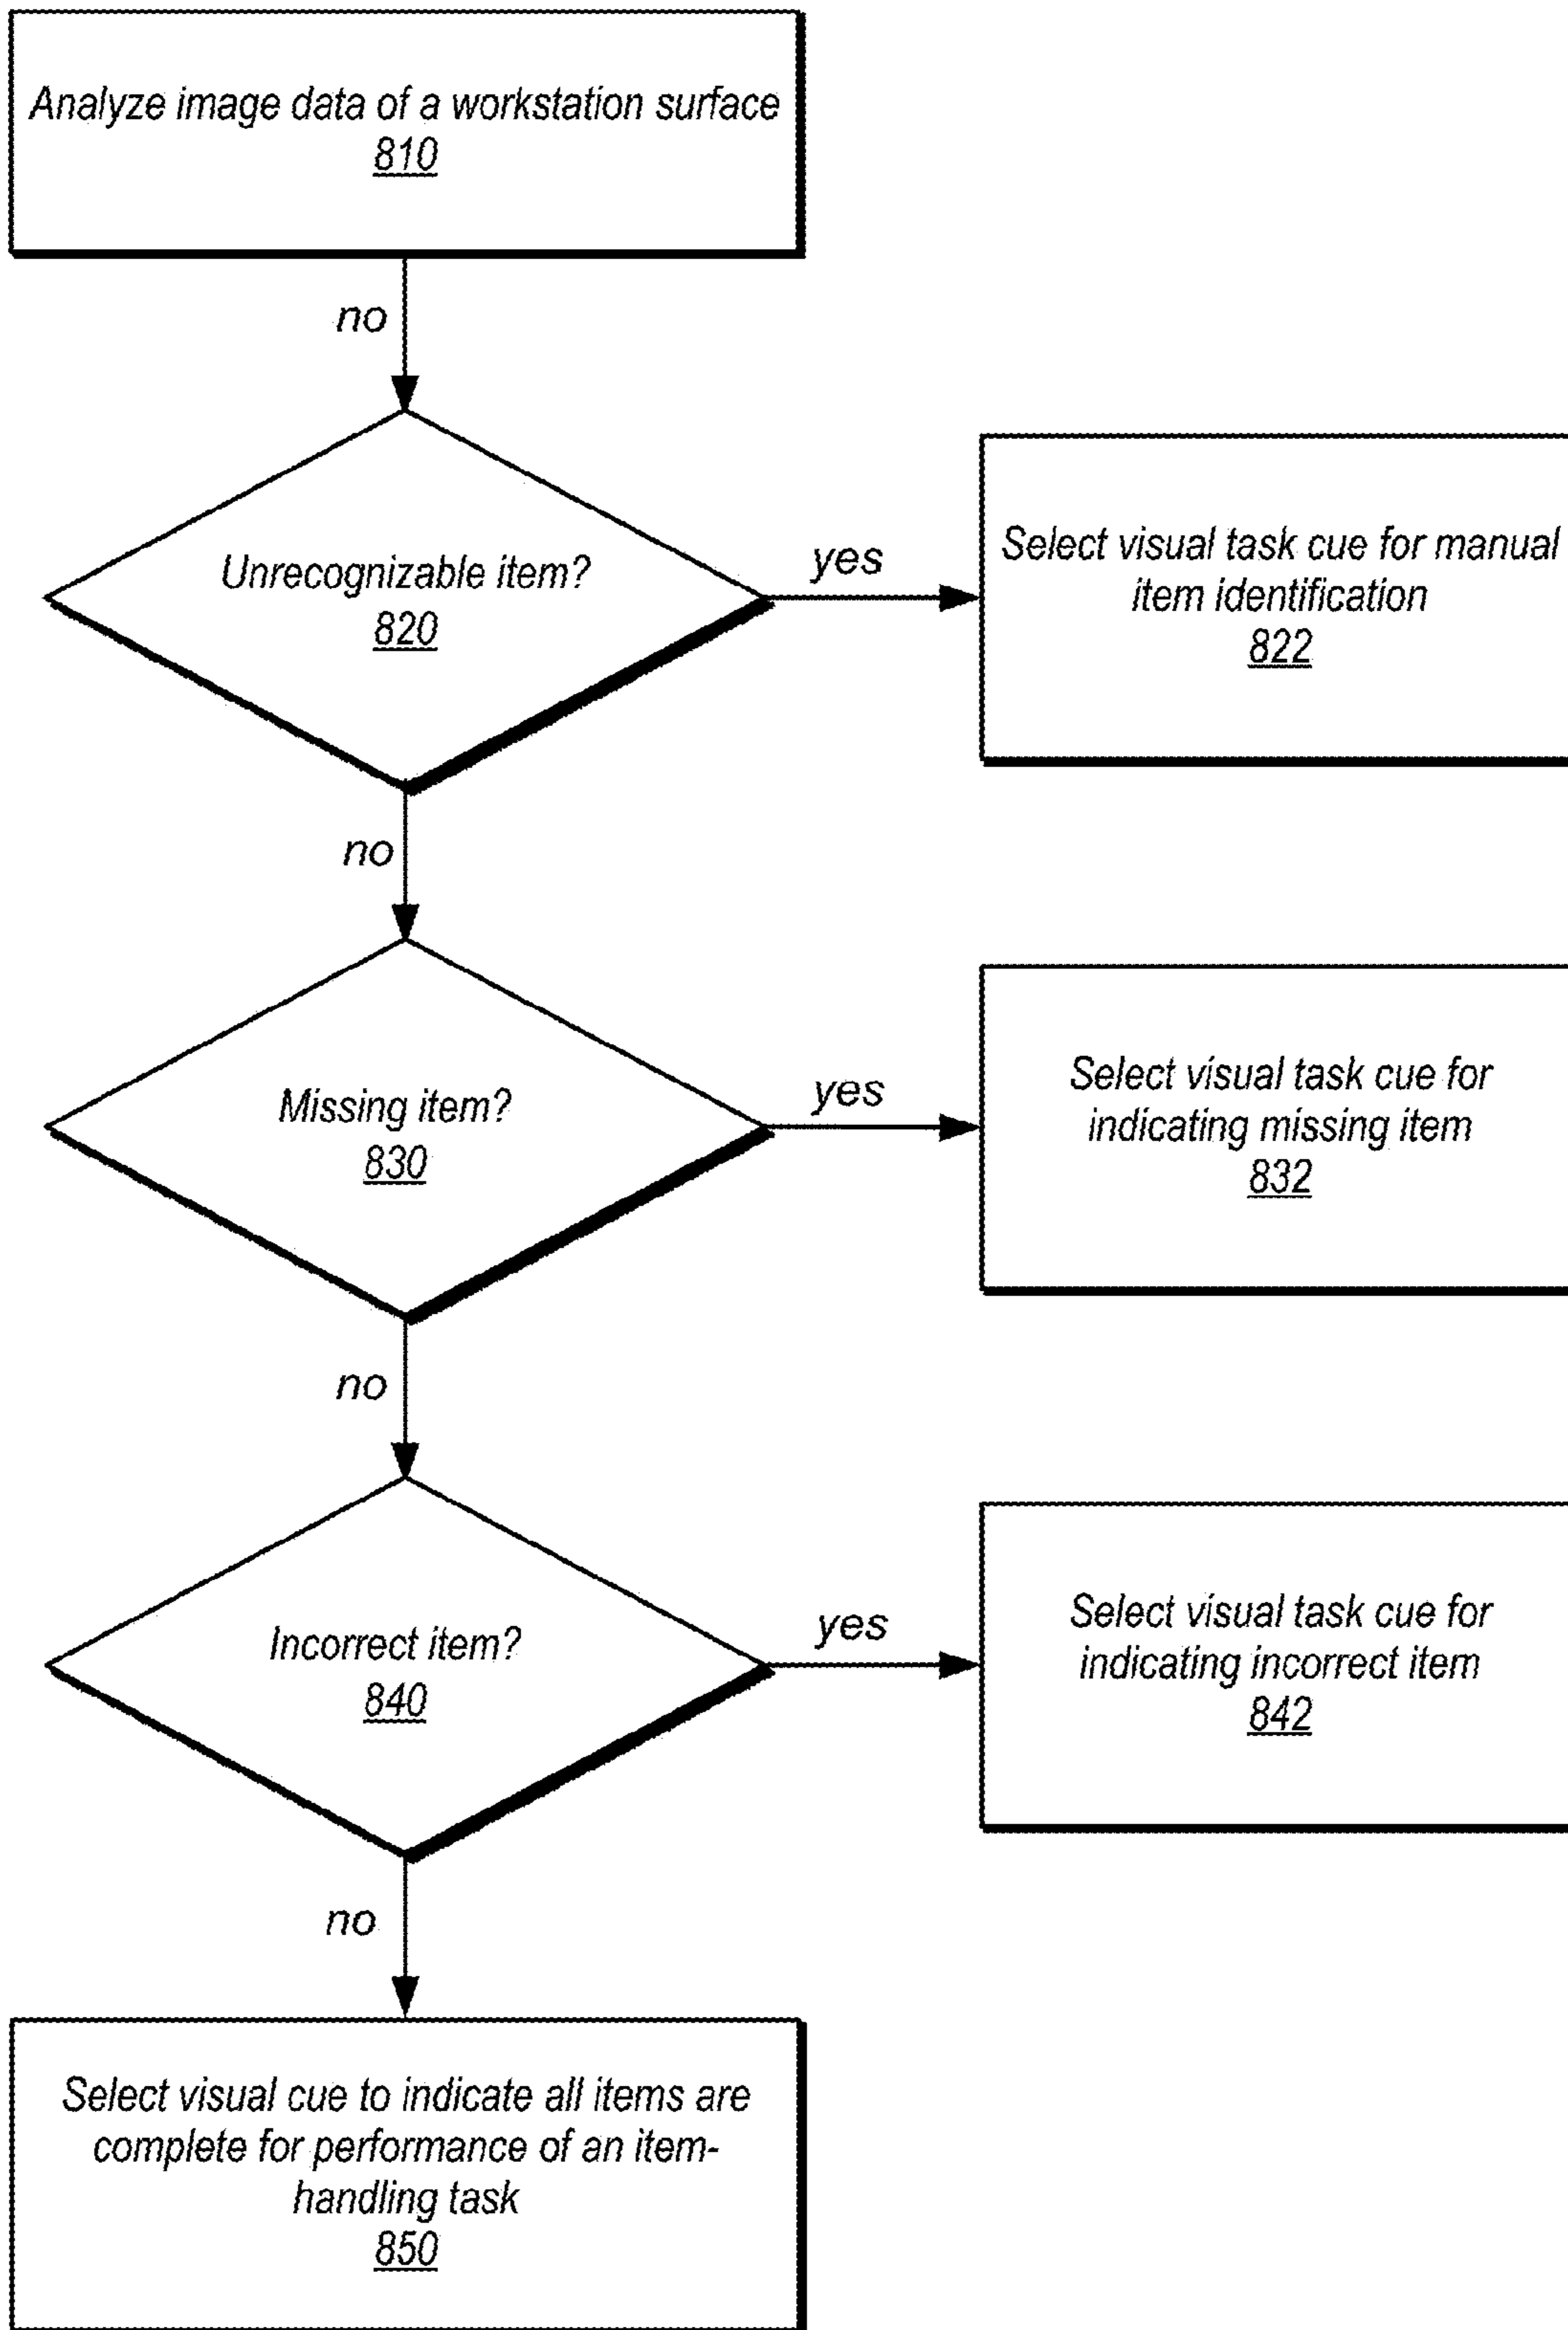 Analyze image data of a workstation surface
810
no
Unrecognizable item?
820
yes
Select visual task cue for manual
item identification
822
no
Missing item?
830
yes
Select visual task cue for
indicating missing item
832
no
Incorrect item?
840
yes
Select visual task cue for
indicating incorrect item
842
no
Select visual cue to indicate all items are
complete for performance of an item-
handling task
850